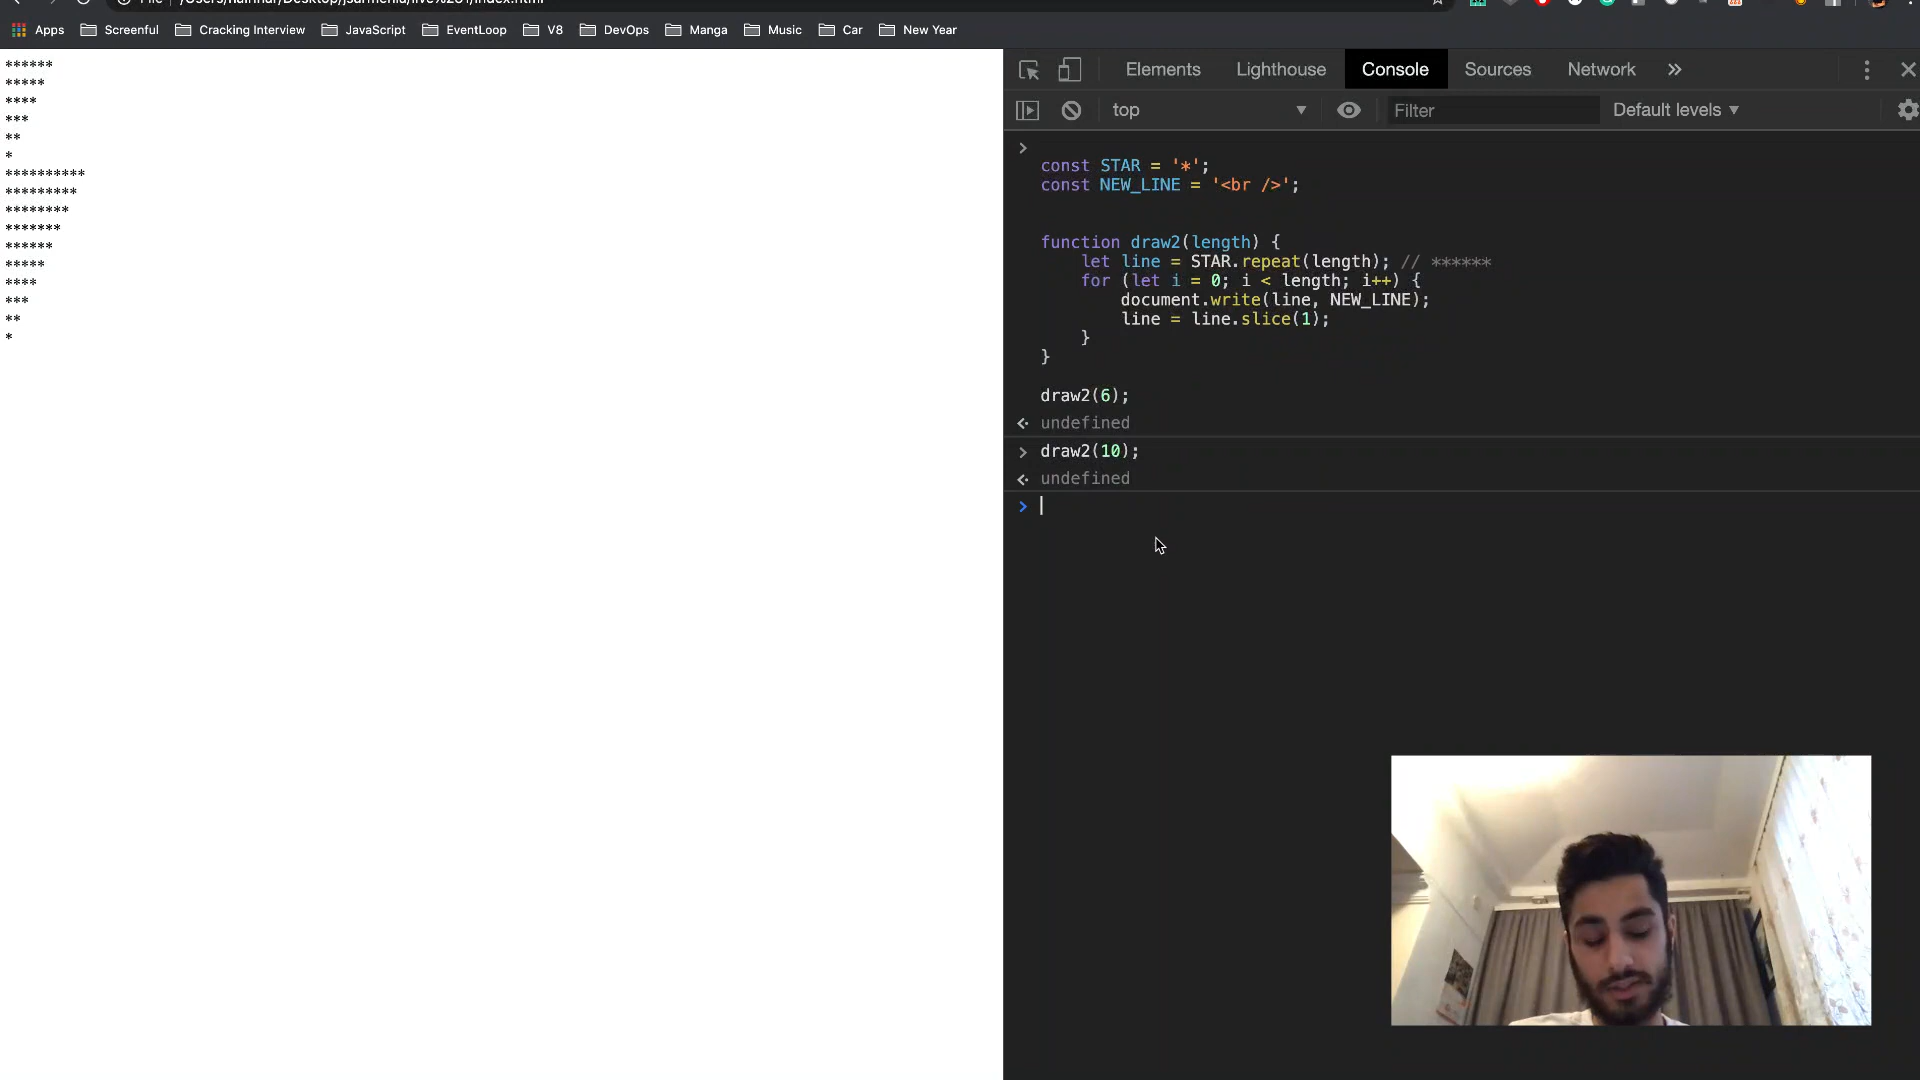 Apps Screenful Cracking Interview JavaScript EventLoop V8 DevOps Manga Music Car New Year
******
*****
****
***
**
*
**********
*********
********
*******
******
*****
****
***
**
*
Elements Lighthouse Console Sources Network »
top ▼ Filter Default levels ▼
>
const STAR = '*';
const NEW_LINE = '<br />';
function draw2(length) {
let line = STAR.repeat(length); // ******
for (let i = 0; i < length; i++) {
document.write(line, NEW_LINE);
line = line.slice(1);
}
}
draw2(6);
undefined
> draw2(10);
undefined
>